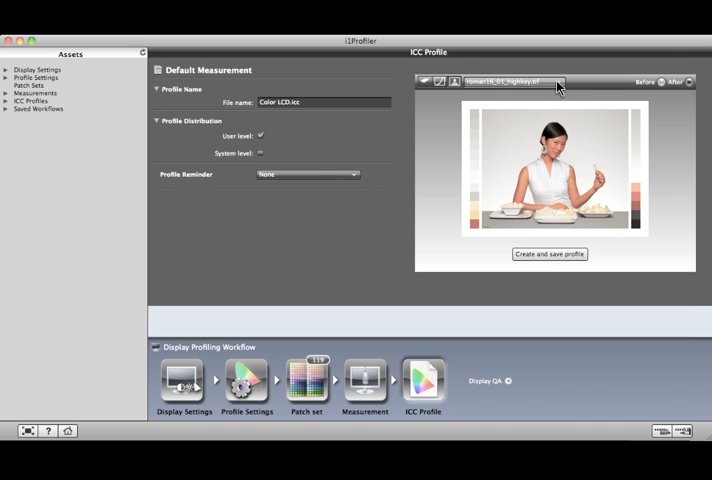 i1Profiler
Assets
ICC Profile
Display Settings
Profile Settings
Patch Sets
Measurements
ICC Profiles
Saved Workflows
Default Measurement
Profile Name
File name: Color LCD.icc
Profile Distribution
User level:
System level:
Profile Reminder None
roman16_01_highkey.tif
Before After
Create and save profile
Display Profiling Workflow
119
Display Settings
Profile Settings
Patch set
Measurement
ICC Profile
Display QA
?